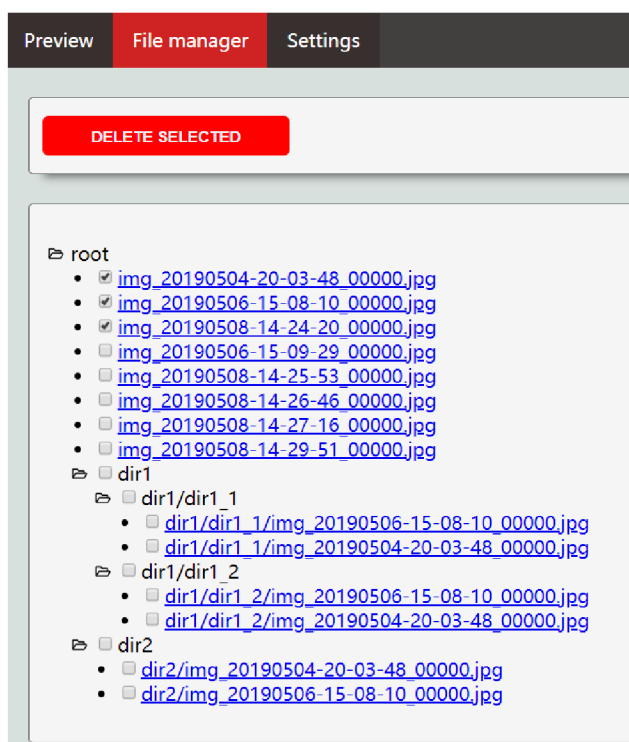 Preview File manager Settings
DELETE SELECTED
root
img_20190504-20-03-48_00000.jpg
img_20190506-15-08-10_00000.jpg
img_20190508-14-24-20_00000.jpg
img_20190506-15-09-29_00000.jpg
img_20190508-14-25-53_00000.jpg
img_20190508-14-26-46_00000.jpg
img_20190508-14-27-16_00000.jpg
img_20190508-14-29-51_00000.jpg
dir1
dir1/dir1_1
dir1/dir1_1/img_20190506-15-08-10_00000.jpg
dir1/dir1_1/img_20190504-20-03-48_00000.jpg
dir1/dir1_2
dir1/dir1_2/img_20190506-15-08-10_00000.jpg
dir1/dir1_2/img_20190504-20-03-48_00000.jpg
dir2
dir2/img_20190504-20-03-48_00000.jpg
dir2/img_20190506-15-08-10_00000.jpg